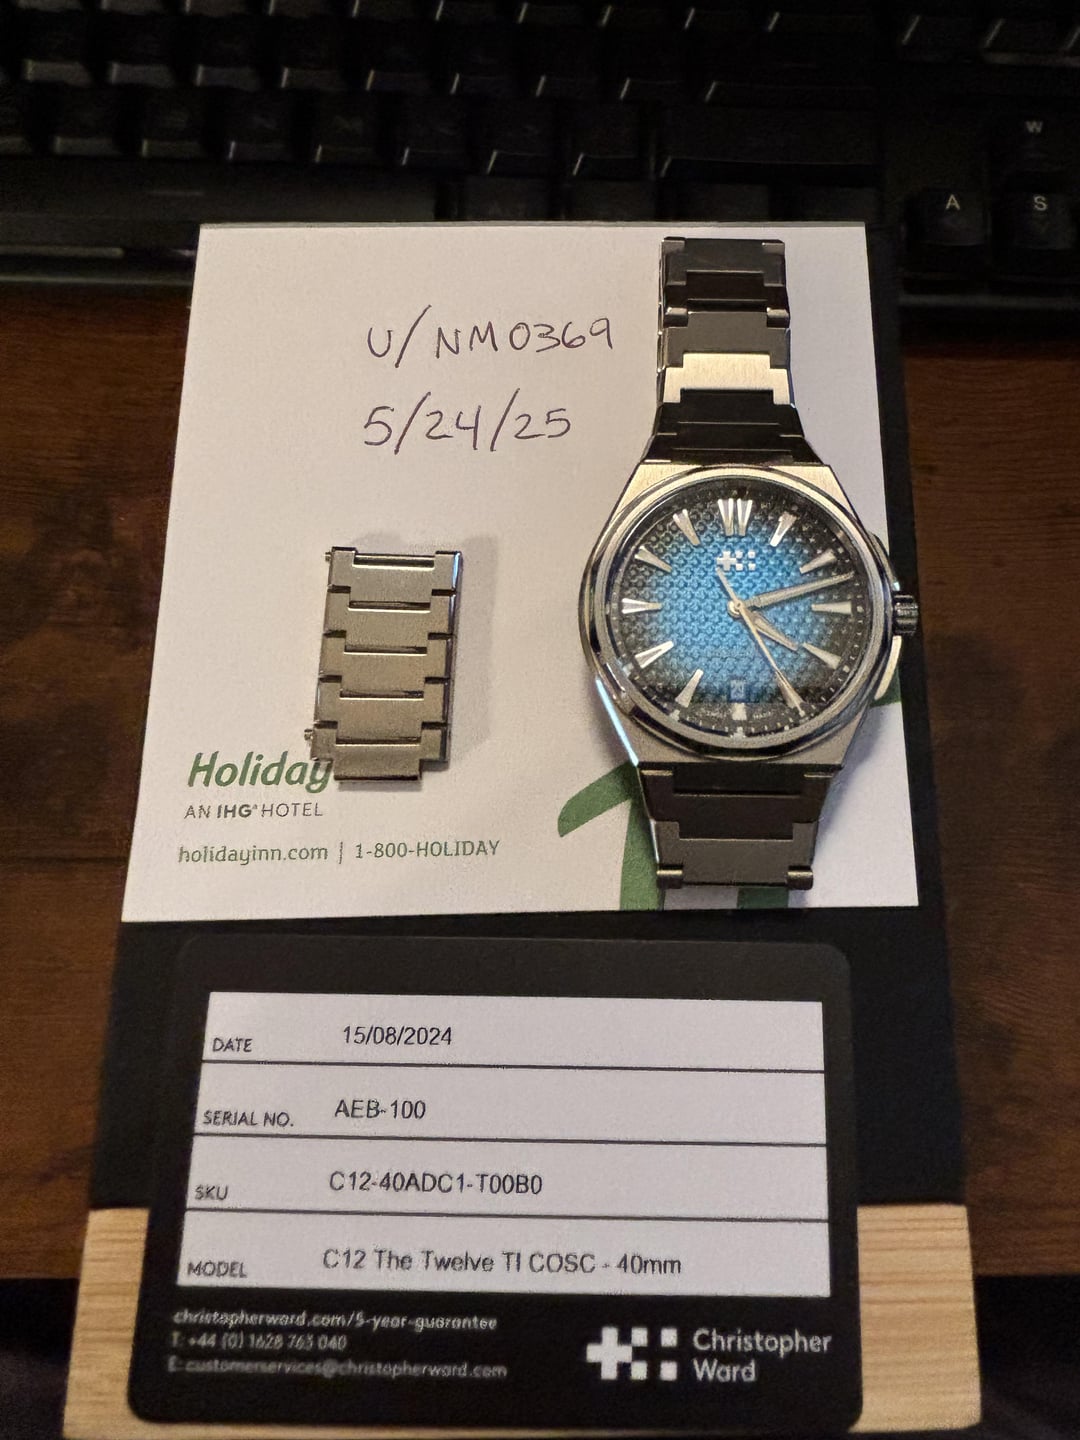 W
A
S
U/NM0369
5/24/25
Holiday
AN IHG® HOTEL
holidayinn.com | 1-800-HOLIDAY
DATE 15/08/2024
SERIAL NO. AEB-100
SKU C12-40ADC1-T00B0
MODEL C12 The Twelve TI COSC - 40mm
christopherward.com/5-year-guarantee
T: +44 (0) 1628 763 040
E: customerservices@christopherward.com
Christopher
Ward